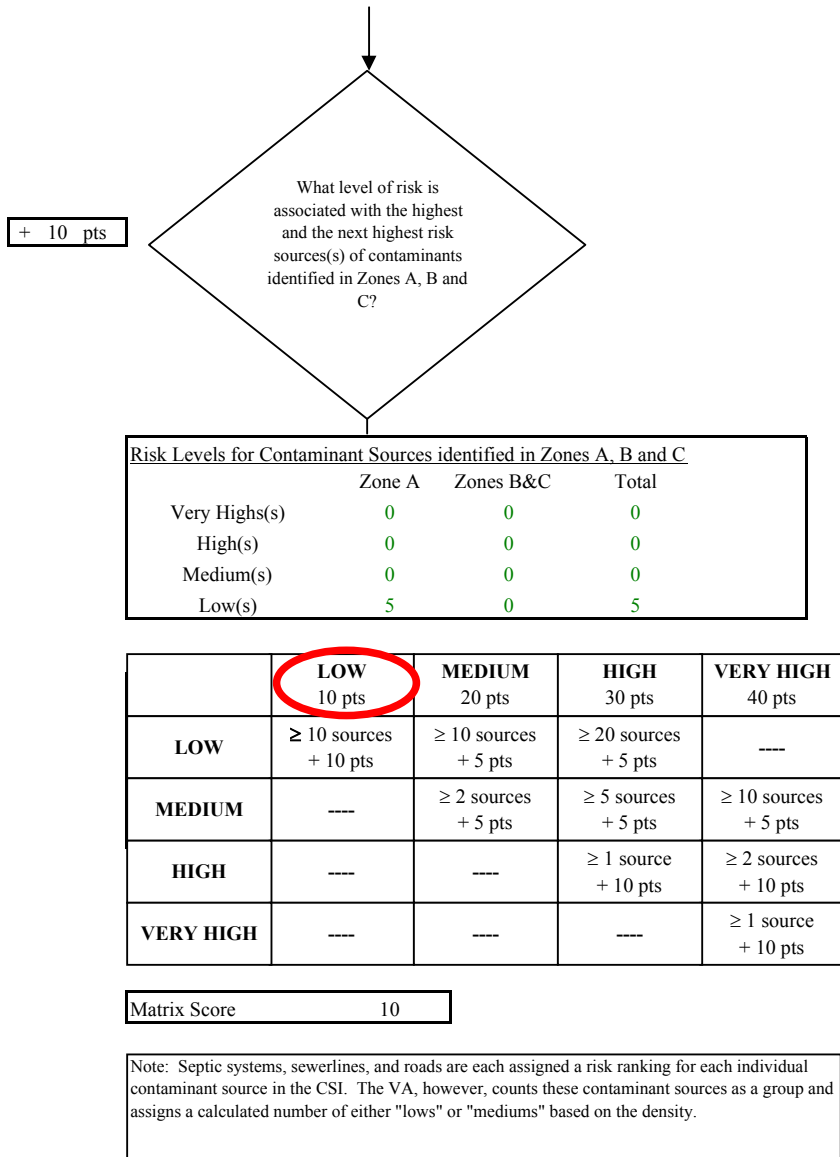 What level of risk is
associated with the highest
and the next highest risk
sources(s) of contaminants
identified in Zones A, B and
C?
+ 10 pts
Risk Levels for Contaminant Sources identified in Zones A, B and C
Zone A Zones B&C Total
Very Highs(s) 0 0 0
High(s) 0 0 0
Medium(s) 0 0 0
Low(s) 5 0 5
LOW MEDIUM HIGH VERY HIGH
10 pts 20 pts 30 pts 40 pts
LOW ≥ 10 sources + 10 pts ≥ 10 sources + 5 pts ≥ 20 sources + 5 pts ----
MEDIUM ---- ≥ 2 sources + 5 pts ≥ 5 sources + 5 pts ≥ 10 sources + 5 pts
HIGH ---- ---- ≥ 1 source + 10 pts ≥ 2 sources + 10 pts
VERY HIGH ---- ---- ---- ≥ 1 source + 10 pts
Matrix Score 10
Note: Septic systems, sewerlines, and roads are each assigned a risk ranking for each individual
contaminant source in the CSI. The VA, however, counts these contaminant sources as a group and
assigns a calculated number of either "lows" or "mediums" based on the density.